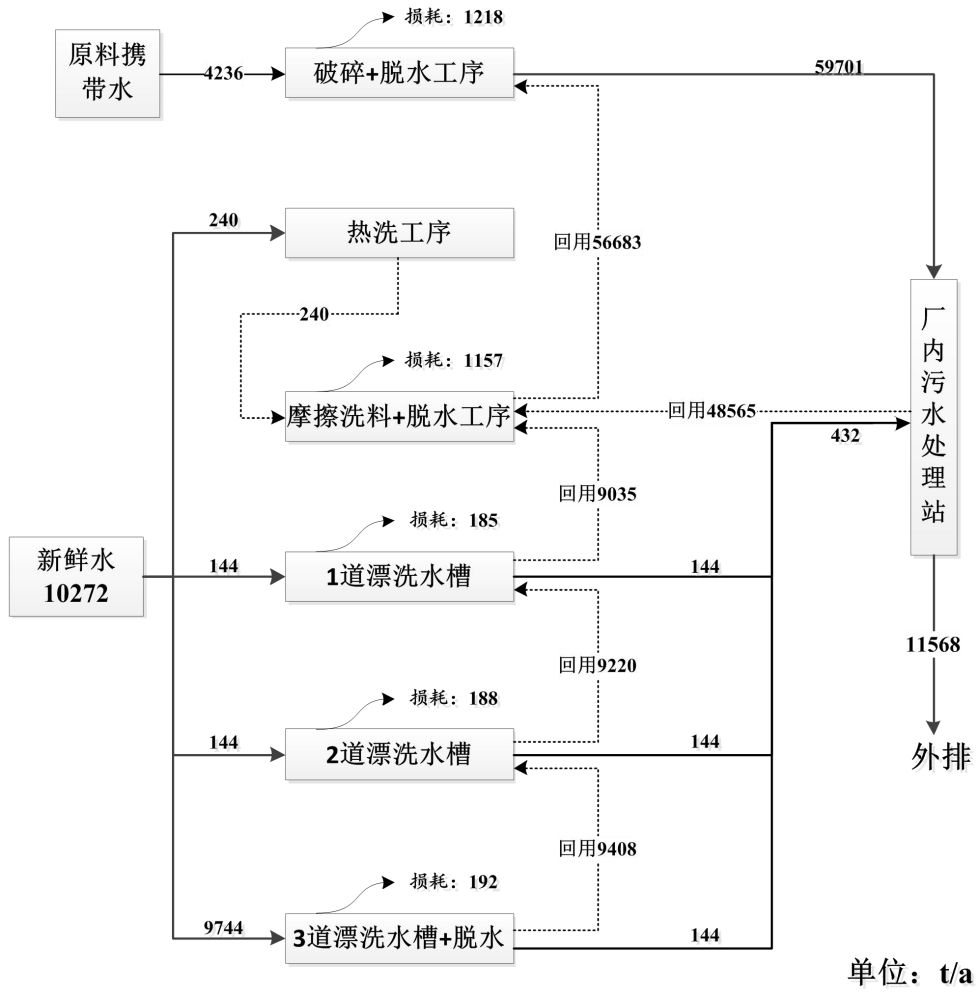 损耗：1218
原料携
带水
4236
破碎+脱水工序
59701
240
热洗工序
回用56683
240
厂内污水处理站
损耗：1157
摩擦洗料+脱水工序
回用48565
432
回用9035
损耗：185
新鲜水
10272
144
1道漂洗水槽
144
11568
回用9220
损耗：188
144
2道漂洗水槽
144
外排
回用9408
损耗：192
9744
3道漂洗水槽+脱水
144
单位：t/a